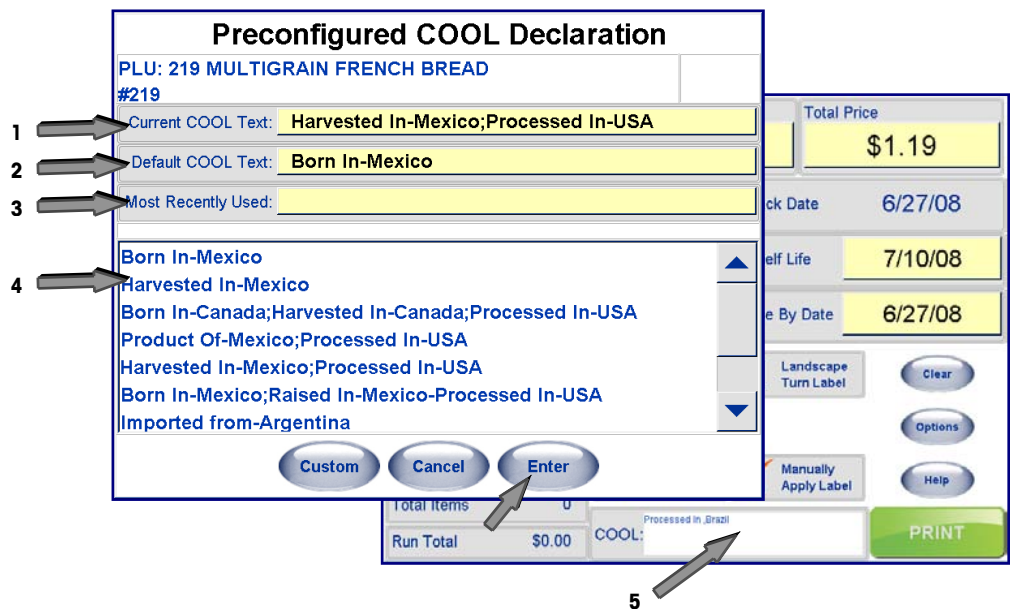 Preconfigured COOL Declaration
PLU: 219 MULTIGRAIN FRENCH BREAD
#219
1
Current COOL Text: Harvested In-Mexico;Processed In-USA
2
Default COOL Text: Born In-Mexico
3
Most Recently Used:
4
Born In-Mexico
Harvested In-Mexico
Born In-Canada;Harvested In-Canada;Processed In-USA
Product Of-Mexico;Processed In-USA
Harvested In-Mexico;Processed In-USA
Born In-Mexico;Raised In-Mexico-Processed In-USA
Imported from-Argentina
Custom Cancel Enter
Total Price
$1.19
ck Date 6/27/08
elf Life 7/10/08
e By Date 6/27/08
Landscape
Turn Label
Clear
Options
Manually
Apply Label
Help
Total Items 0
Run Total $0.00
COOL: Processed In ,Brazil
PRINT
5